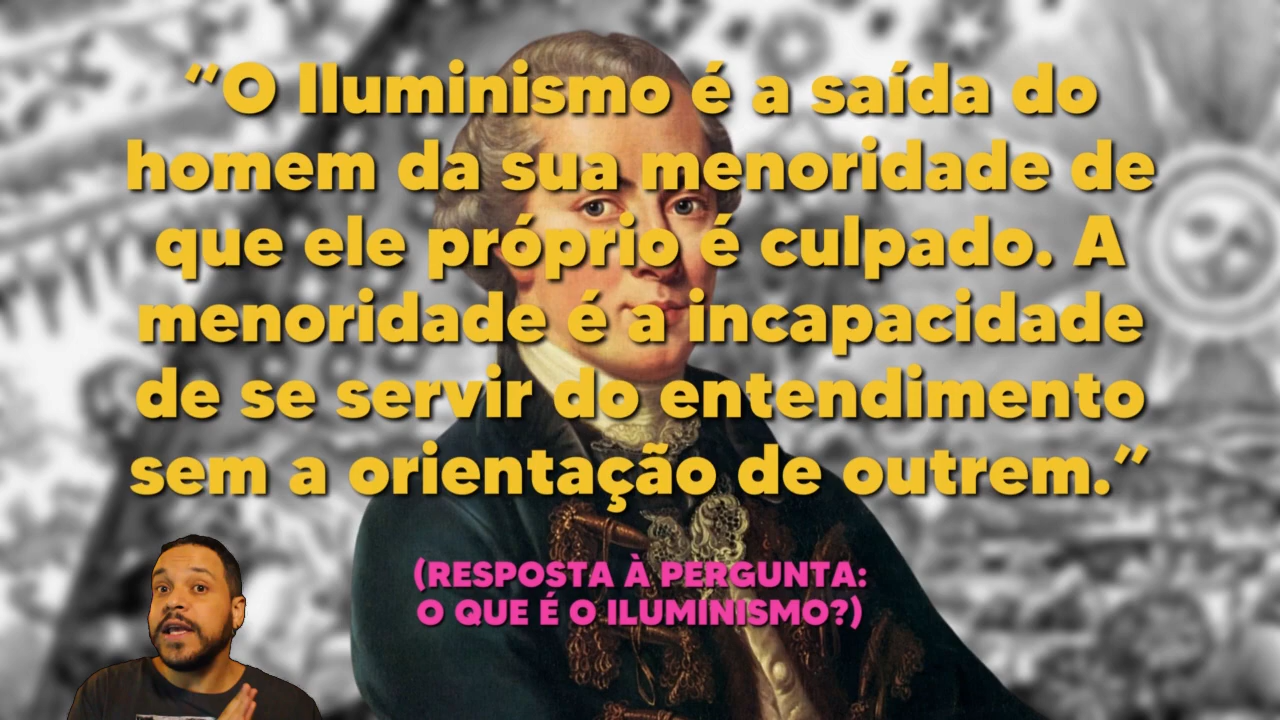 “O Iluminismo é a saída do
homem da sua menoridade de
que ele próprio é culpado. A
menoridade é a incapacidade
de se servir do entendimento
sem a orientação de outrem.”
(RESPOSTA À PERGUNTA:
O QUE É O ILUMINISMO?)